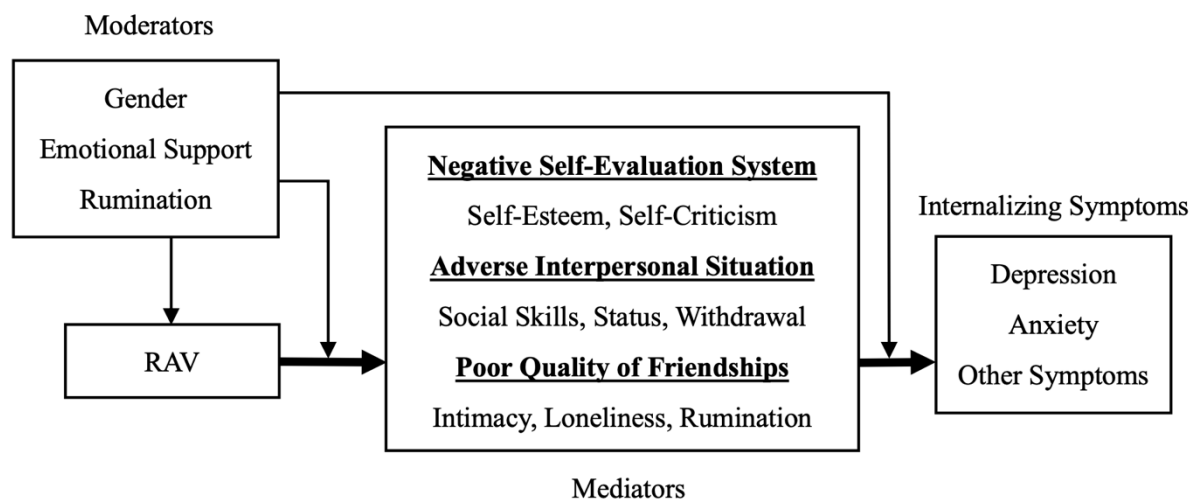 Moderators
Gender
Emotional Support
Rumination
RAV
Negative Self-Evaluation System
Self-Esteem, Self-Criticism
Adverse Interpersonal Situation
Social Skills, Status, Withdrawal
Poor Quality of Friendships
Intimacy, Loneliness, Rumination
Mediators
Internalizing Symptoms
Depression
Anxiety
Other Symptoms